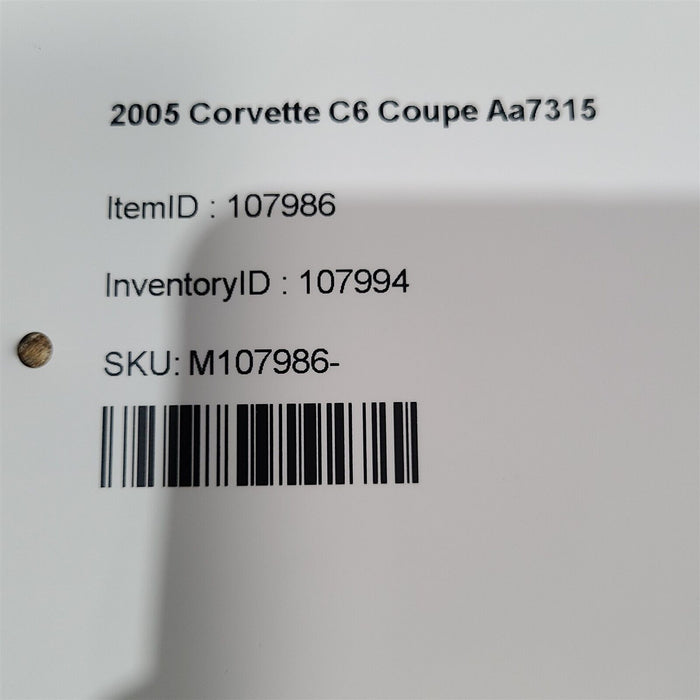 2005 Corvette C6 Coupe Aa7315
ItemID : 107986
InventoryID : 107994
SKU: M107986-